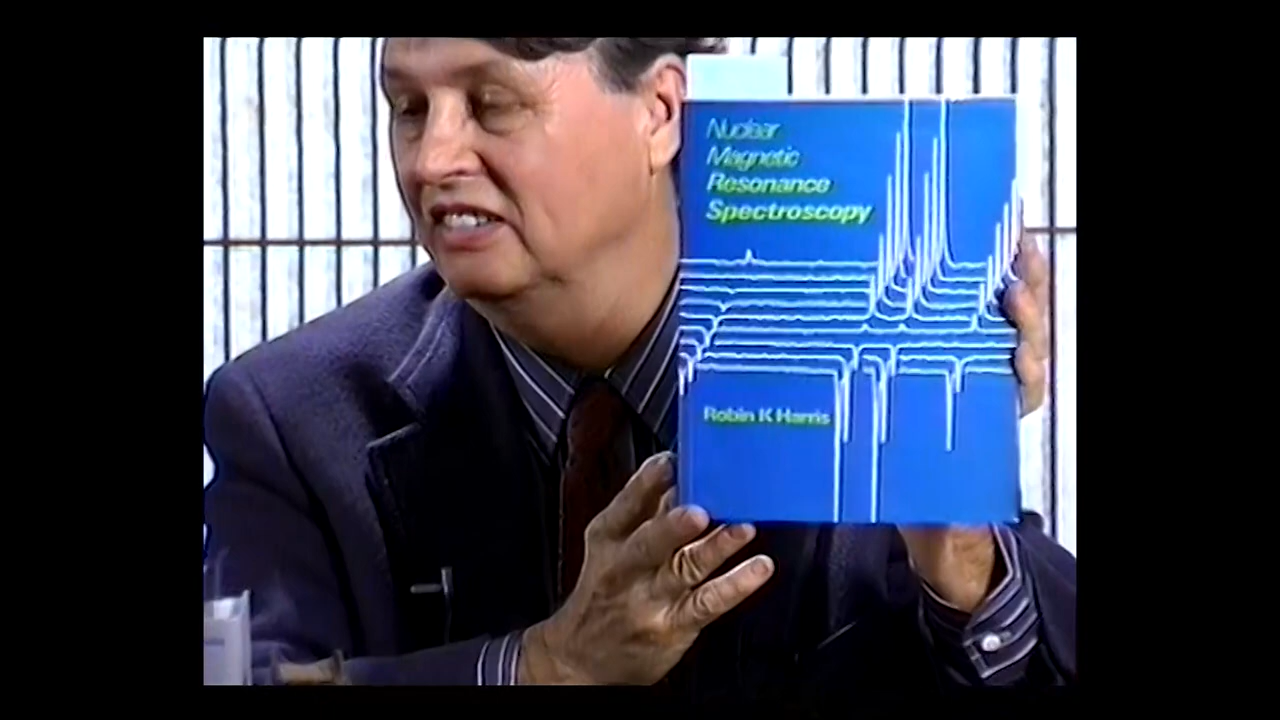 Nuclear
Magnetic
Resonance
Spectroscopy
Robin K Harris